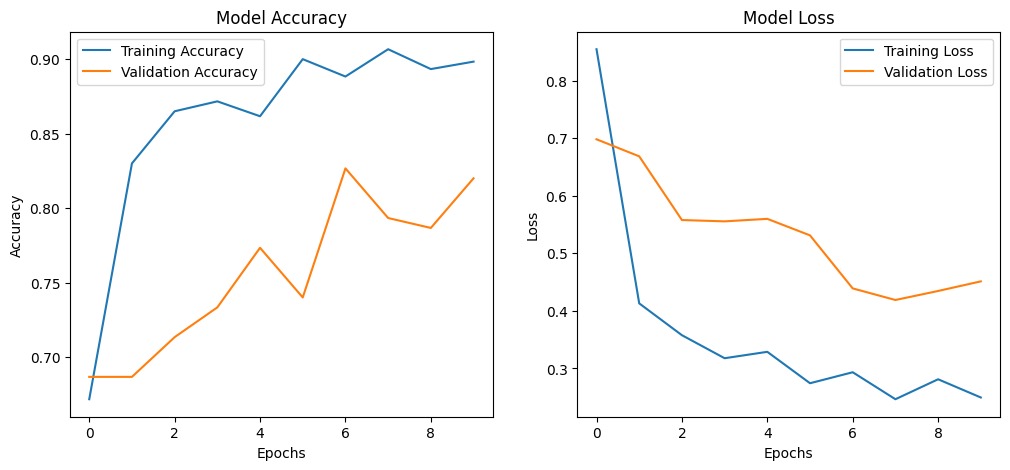 Model Accuracy
Training Accuracy
Validation Accuracy
0.90
0.85
0.80
0.75
0.70
Accuracy
0 2 4 6 8
Epochs
Model Loss
Training Loss
Validation Loss
0.8
0.7
0.6
0.5
0.4
0.3
Loss
0 2 4 6 8
Epochs